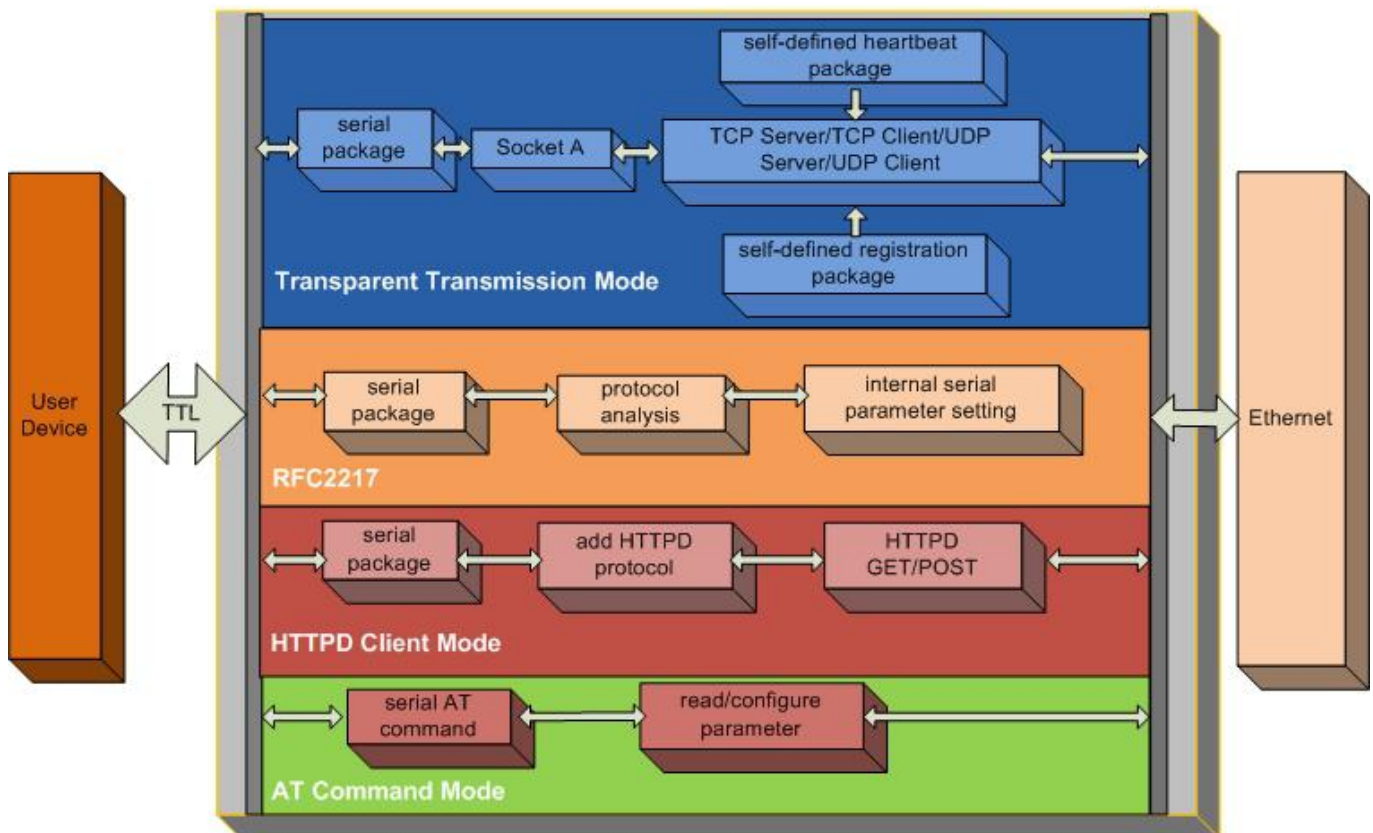 self-defined heartbeat
package
serial
package
Socket A
TCP Server/TCP Client/UDP
Server/UDP Client
self-defined registration
package
Transparent Transmission Mode
User
Device
TTL
serial
package
protocol
analysis
internal serial
parameter setting
Ethernet
RFC2217
serial
package
add HTTPD
protocol
HTTPD
GET/POST
HTTPD Client Mode
serial AT
command
read/configure
parameter
AT Command Mode